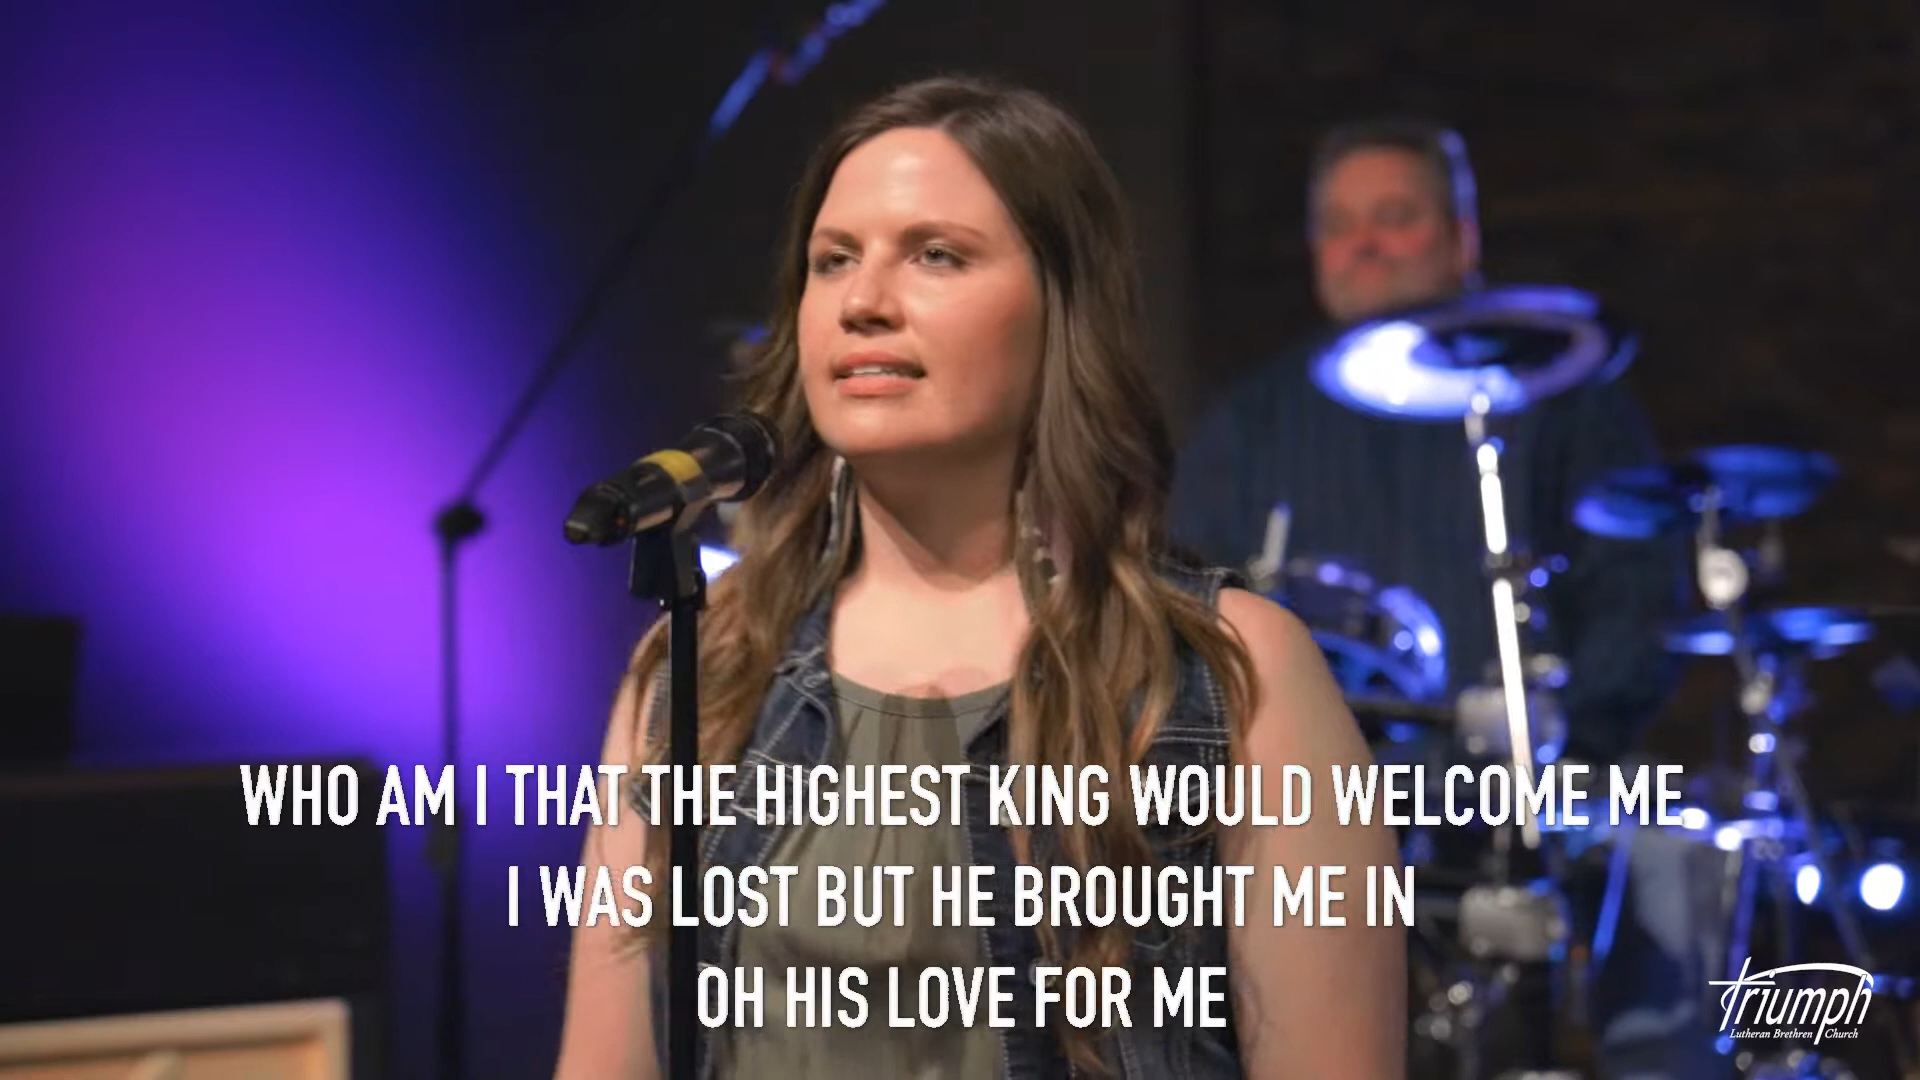 WHO AM I THAT THE HIGHEST KING WOULD WELCOME ME
I WAS LOST BUT HE BROUGHT ME IN
OH HIS LOVE FOR ME
Triumph
Lutheran Brethren Church